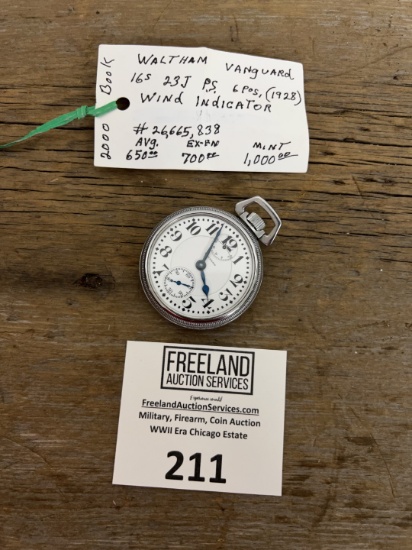 WALTHAM VANGUARD
16s 23J PS 6 Pos. (1928)
WIND INDICATOR
# 26,665,838
AVG. EX-FN MINT
650.00 700.00 1,000.00
2000 Book
FREELAND
AUCTION SERVICES
FreelandAuctionServices.com
Military, Firearm, Coin Auction
WWII Era Chicago Estate
211